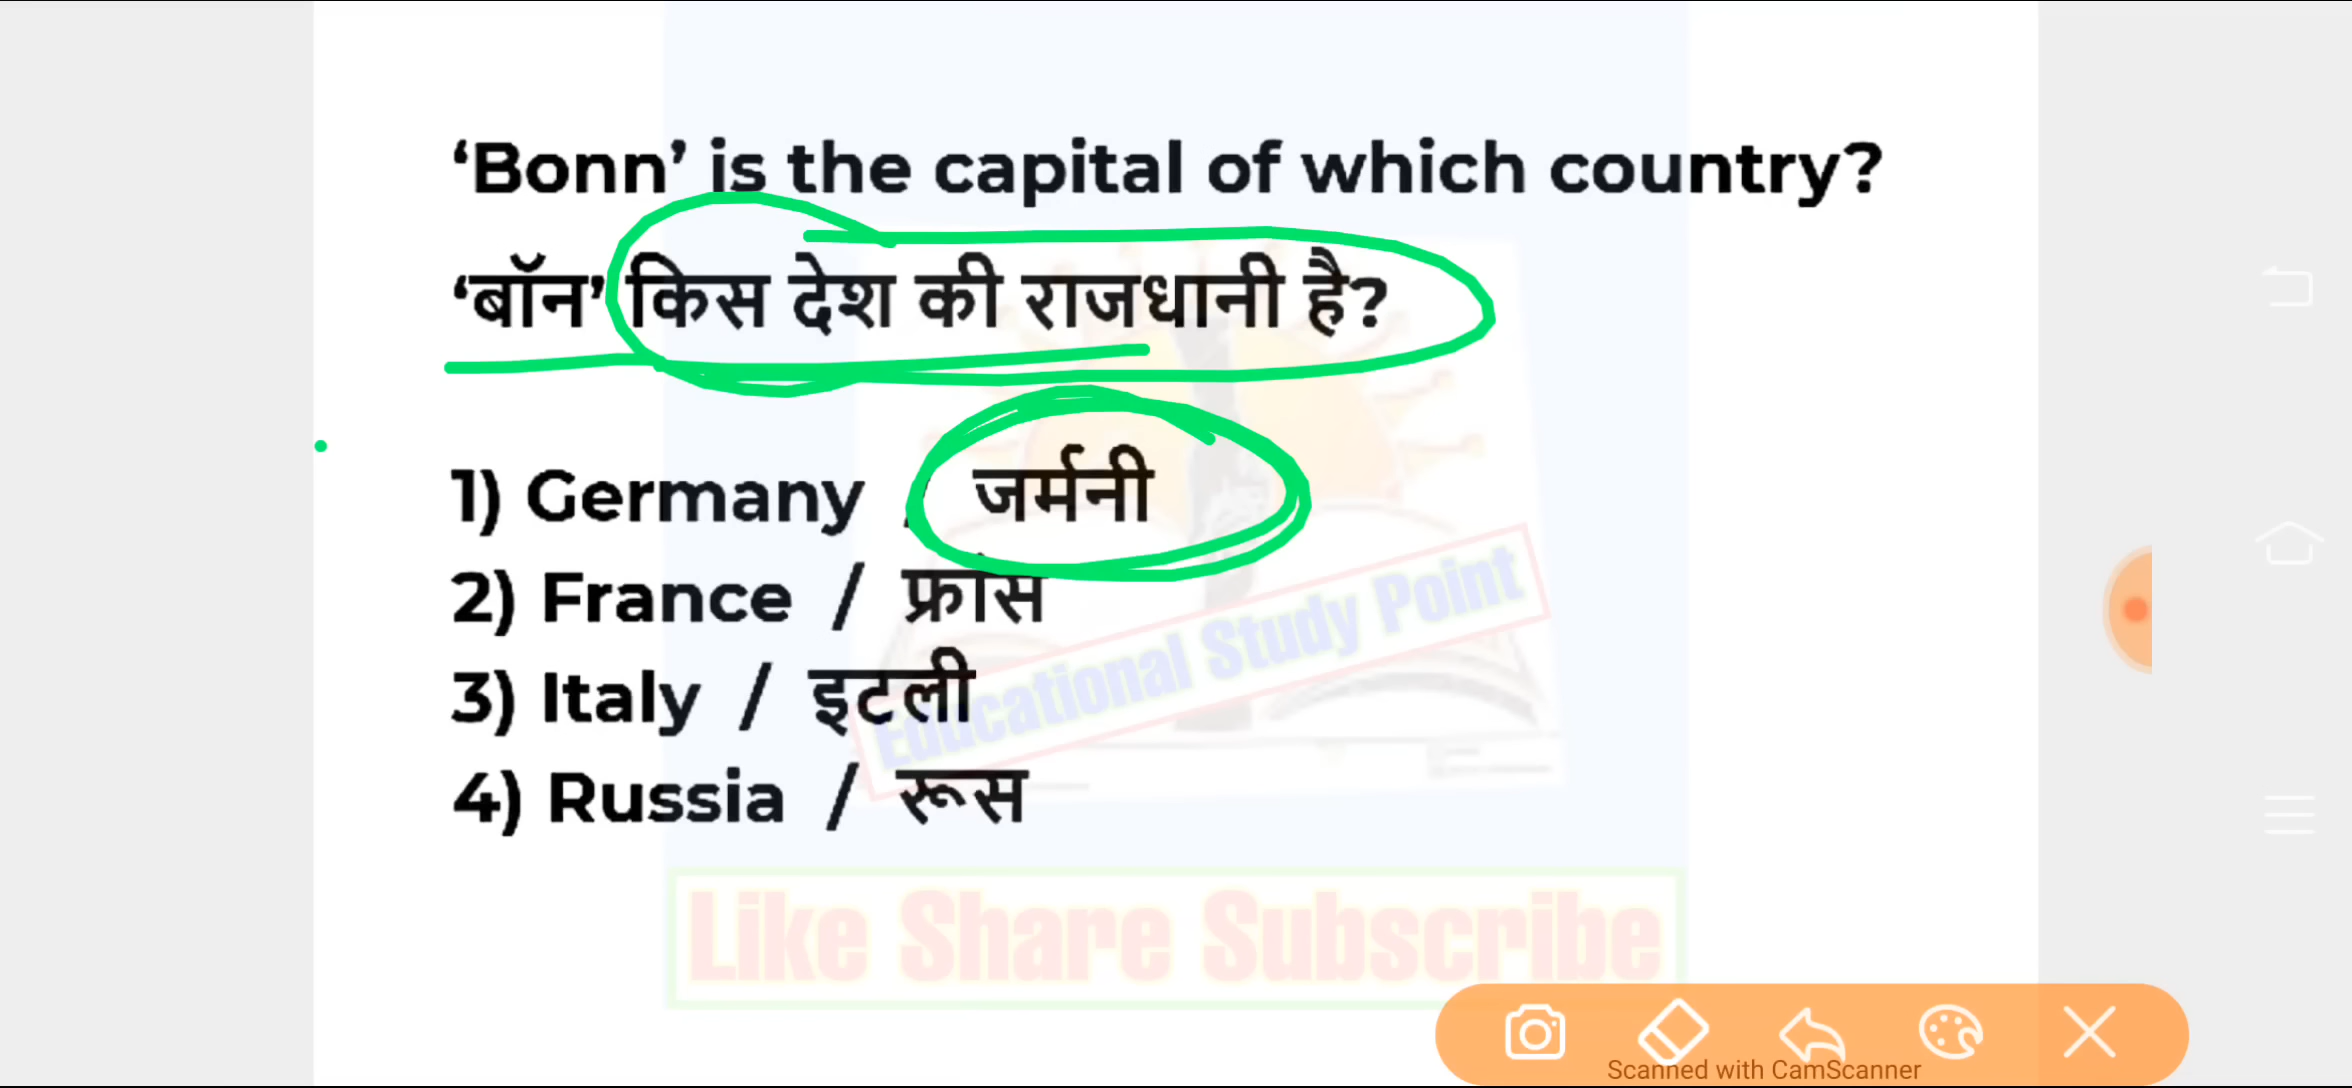 ‘Bonn’ is the capital of which country?
‘बॉन’ किस देश की राजधानी है?
1) Germany / जर्मनी
2) France / फ्रांस
3) Italy / इटली
4) Russia / रूस
Educational Study Point
Like Share Subscribe
Scanned with CamScanner